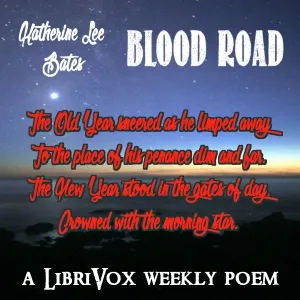 Katherine Lee
Bates
BLOOD ROAD
The Old Year sneered as he limped away
To the place of his penance dim and far.
The New Year stood in the gates of day
Crowned with the morning star.
A LIBRIVOX WEEKLY POEM